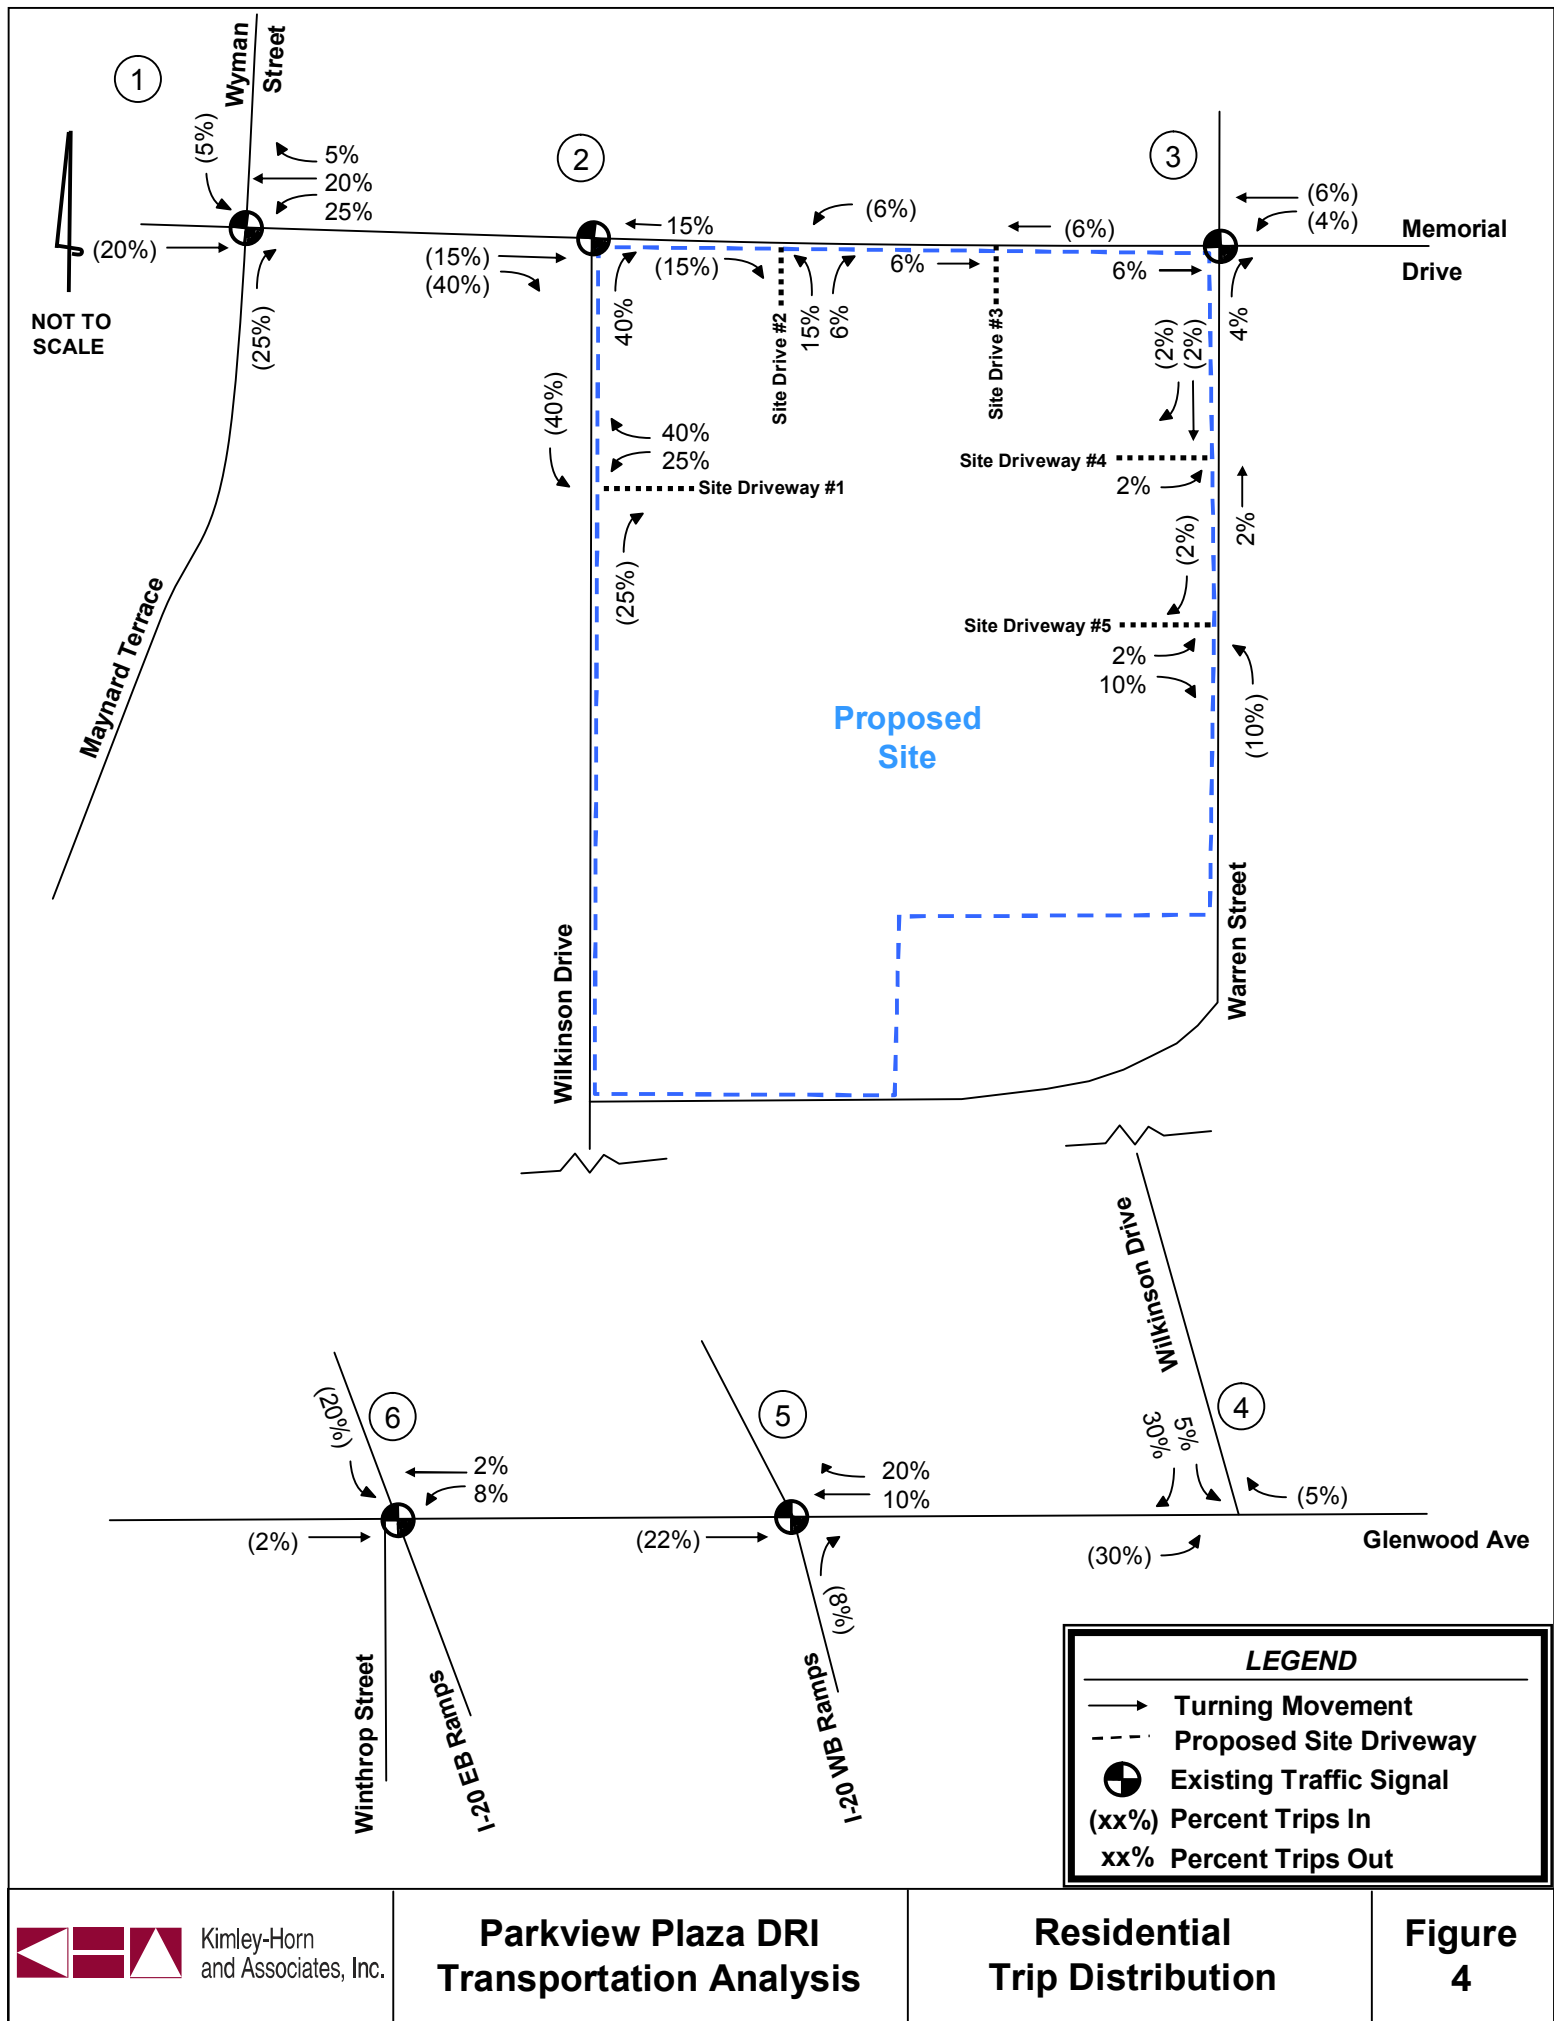 1
Wyman
Street
(5%)
5%
20%
25%
(20%)
(25%)
NOT TO
SCALE
Maynard Terrace
2
15%
(15%)
(40%)
40%
(15%)
(6%)
Site Drive #2
15%
6%
6%
(6%)
Site Drive #3
3
(6%)
(4%)
Memorial
Drive
6%
4%
(2%)
(2%)
(40%)
40%
25%
Site Driveway #1
(25%)
Site Driveway #4
2%
2%
(2%)
Site Driveway #5
2%
10%
(10%)
Proposed
Site
Wilkinson Drive
Warren Street
Wilkinson Drive
6
(20%)
2%
8%
(2%)
5
20%
10%
(22%)
(8%)
4
30%
5%
(5%)
(30%)
Glenwood Ave
Winthrop Street
I-20 EB Ramps
I-20 WB Ramps
LEGEND
Turning Movement
Proposed Site Driveway
Existing Traffic Signal
(xx%) Percent Trips In
xx% Percent Trips Out
Kimley-Horn
and Associates, Inc.
Parkview Plaza DRI
Transportation Analysis
Residential
Trip Distribution
Figure
4